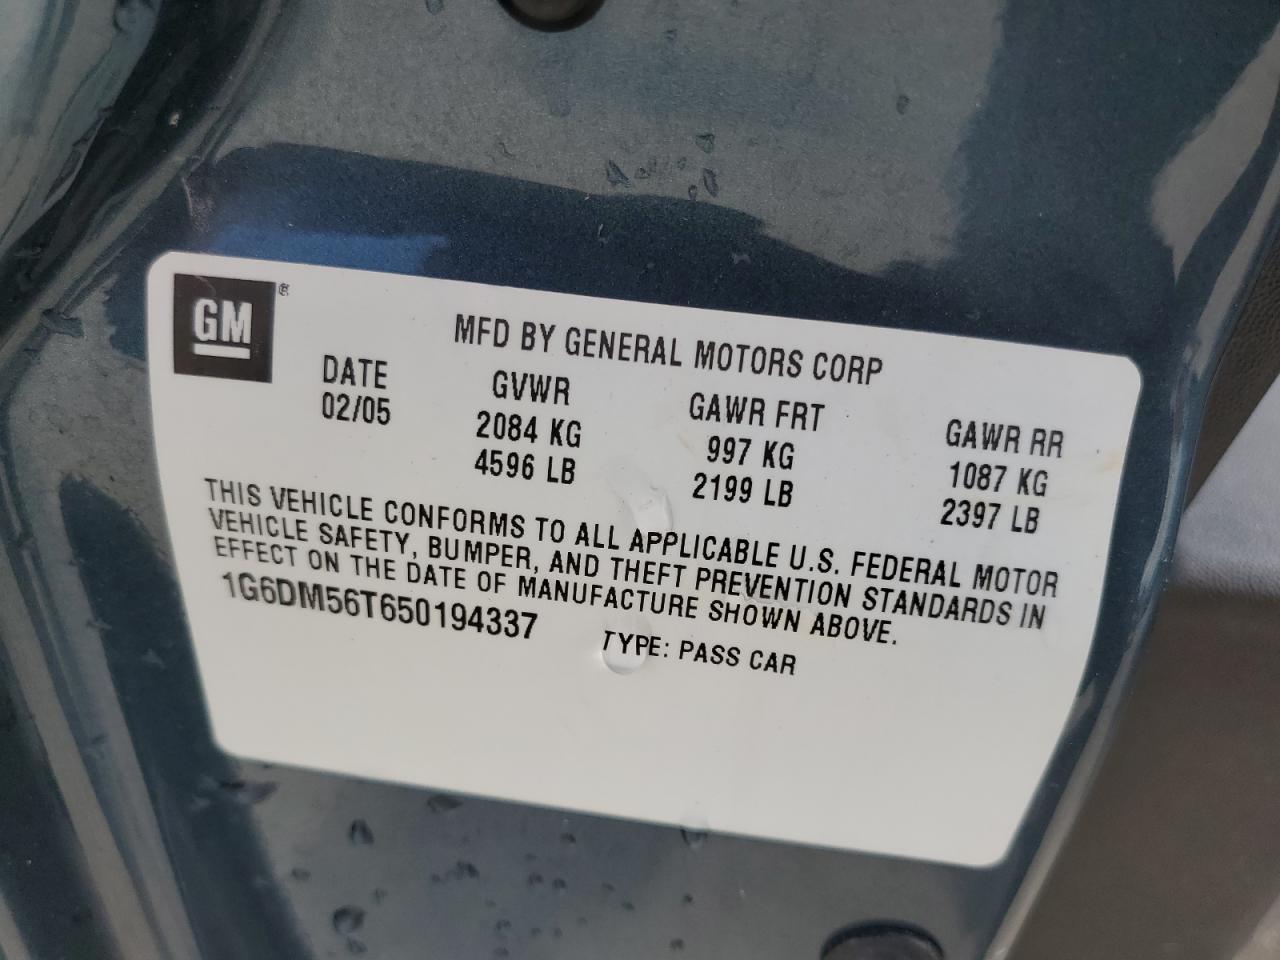 GM
MFD BY GENERAL MOTORS CORP
DATE GVWR GAWR FRT GAWR RR
02/05 2084 KG 997 KG 1087 KG
4596 LB 2199 LB 2397 LB
THIS VEHICLE CONFORMS TO ALL APPLICABLE U.S. FEDERAL MOTOR
VEHICLE SAFETY, BUMPER, AND THEFT PREVENTION STANDARDS IN
EFFECT ON THE DATE OF MANUFACTURE SHOWN ABOVE.
1G6DM56T650194337 TYPE: PASS CAR